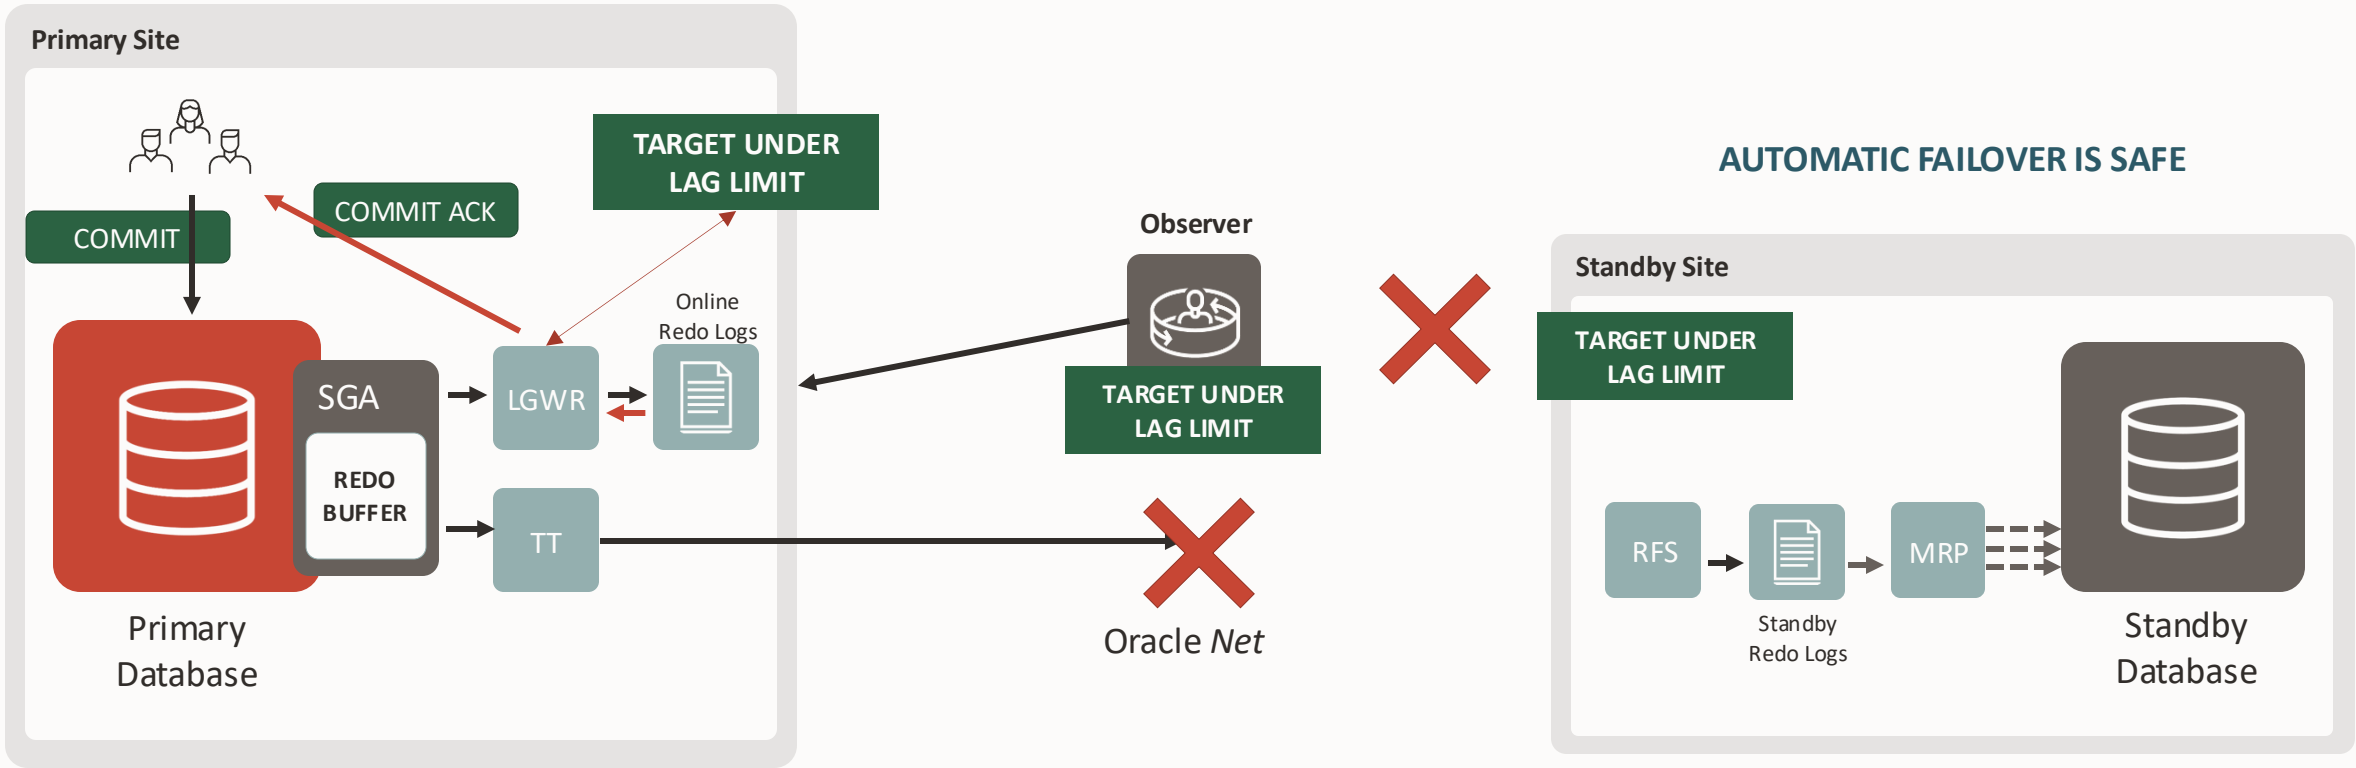 Primary Site
COMMIT
COMMIT ACK
TARGET UNDER
LAG LIMIT
Online
Redo Logs
SGA
REDO
BUFFER
LGWR
TT
Primary
Database
Observer
TARGET UNDER
LAG LIMIT
Oracle Net
AUTOMATIC FAILOVER IS SAFE
Standby Site
TARGET UNDER
LAG LIMIT
RFS
Standby
Redo Logs
MRP
Standby
Database